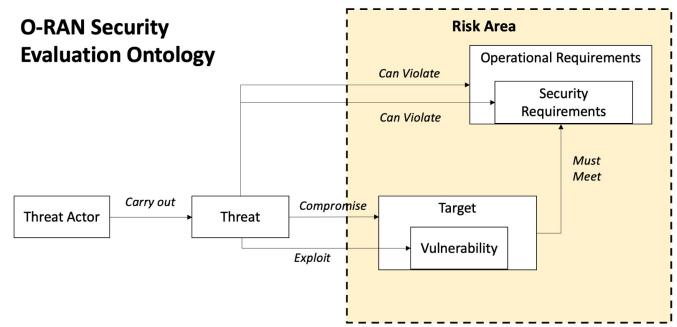 O-RAN Security
Evaluation Ontology
Risk Area
Operational Requirements
Can Violate
Security
Requirements
Can Violate
Must
Meet
Threat Actor
Carry out
Threat
Compromise
Target
Vulnerability
Exploit